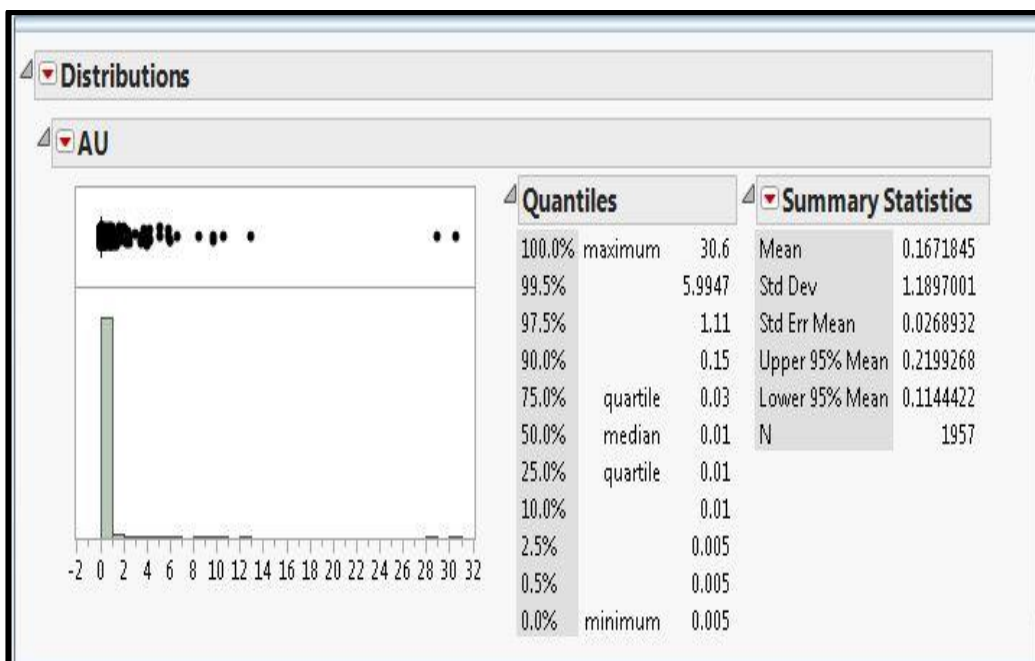 Distributions
AU
-2 0 2 4 6 8 10 12 14 16 18 20 22 24 26 28 30 32
Quantiles
100.0% maximum 30.6
99.5% 5.9947
97.5% 1.11
90.0% 0.15
75.0% quartile 0.03
50.0% median 0.01
25.0% quartile 0.01
10.0% 0.01
2.5% 0.005
0.5% 0.005
0.0% minimum 0.005
Summary Statistics
Mean 0.1671845
Std Dev 1.1897001
Std Err Mean 0.0268932
Upper 95% Mean 0.2199268
Lower 95% Mean 0.1144422
N 1957